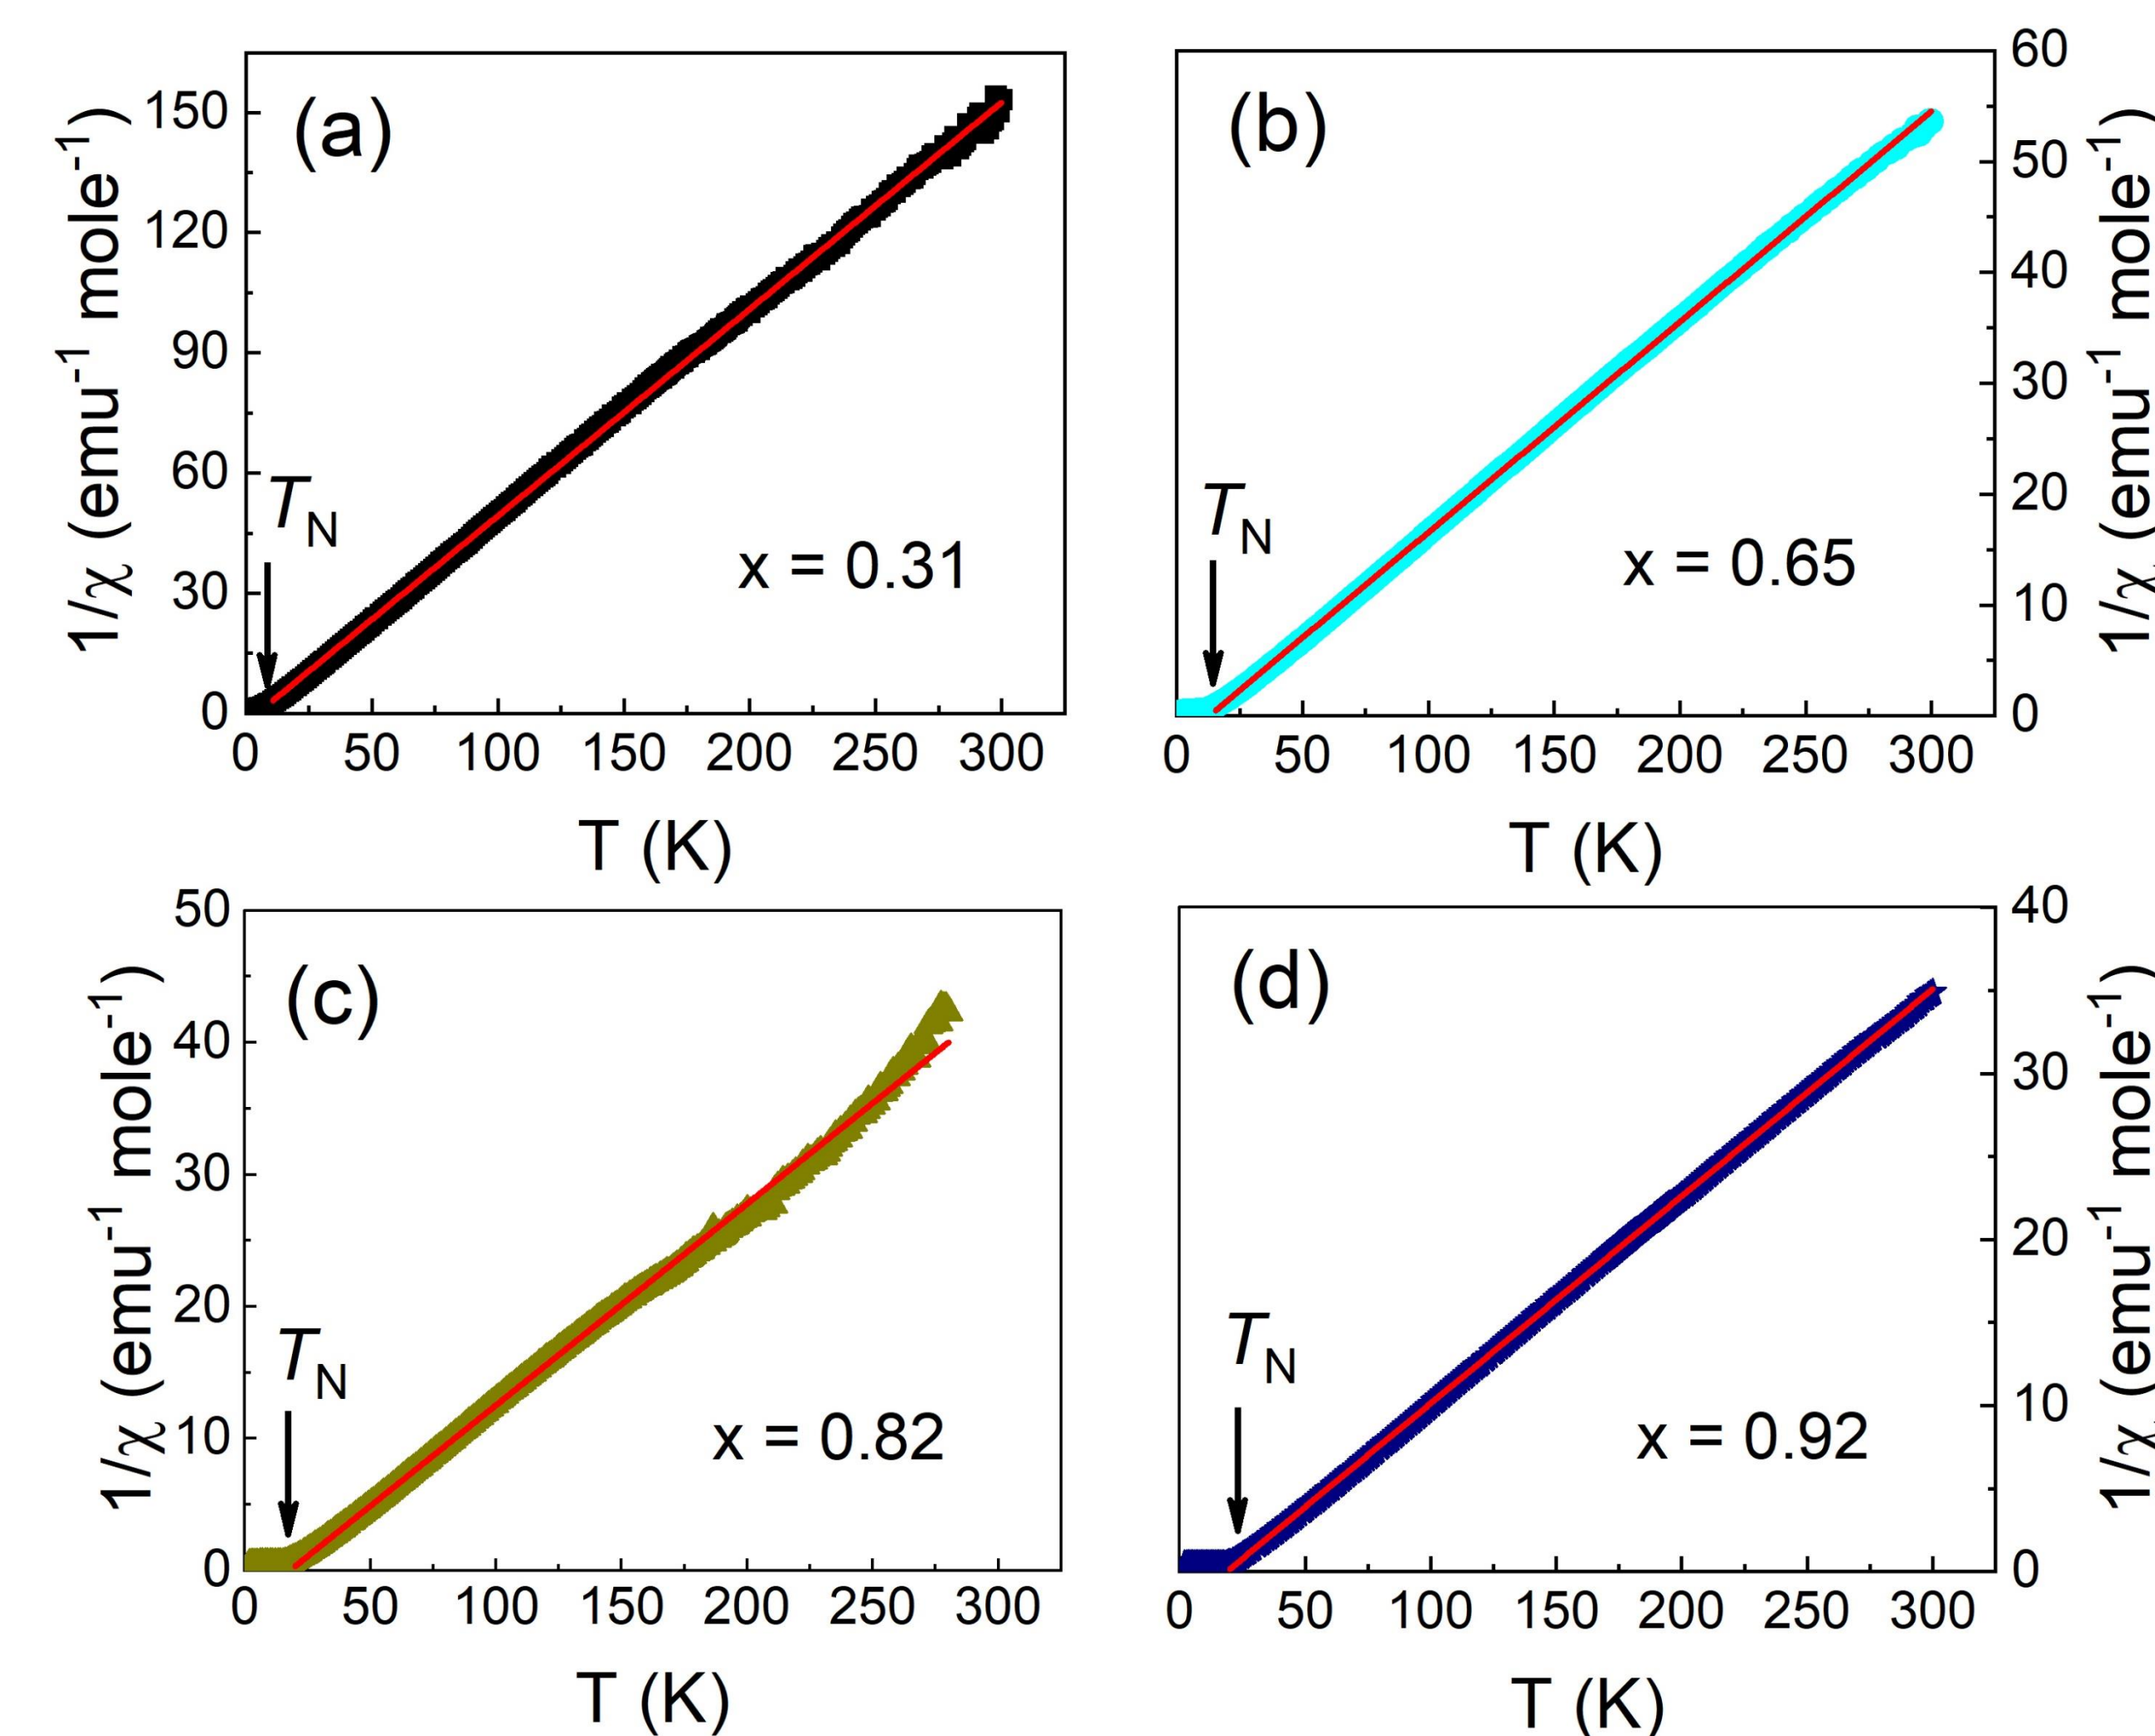 (a)
1/χ (emu⁻¹ mole⁻¹)
150
120
90
60
30
0
T_N
x = 0.31
0 50 100 150 200 250 300
T (K)
(b)
60
50
40
30
20
10
0
1/χ (emu⁻¹ mole⁻¹)
T_N
x = 0.65
0 50 100 150 200 250 300
T (K)
(c)
1/χ (emu⁻¹ mole⁻¹)
50
40
30
20
10
0
T_N
x = 0.82
0 50 100 150 200 250 300
T (K)
(d)
40
30
20
10
0
1/χ (emu⁻¹ mole⁻¹)
T_N
x = 0.92
0 50 100 150 200 250 300
T (K)